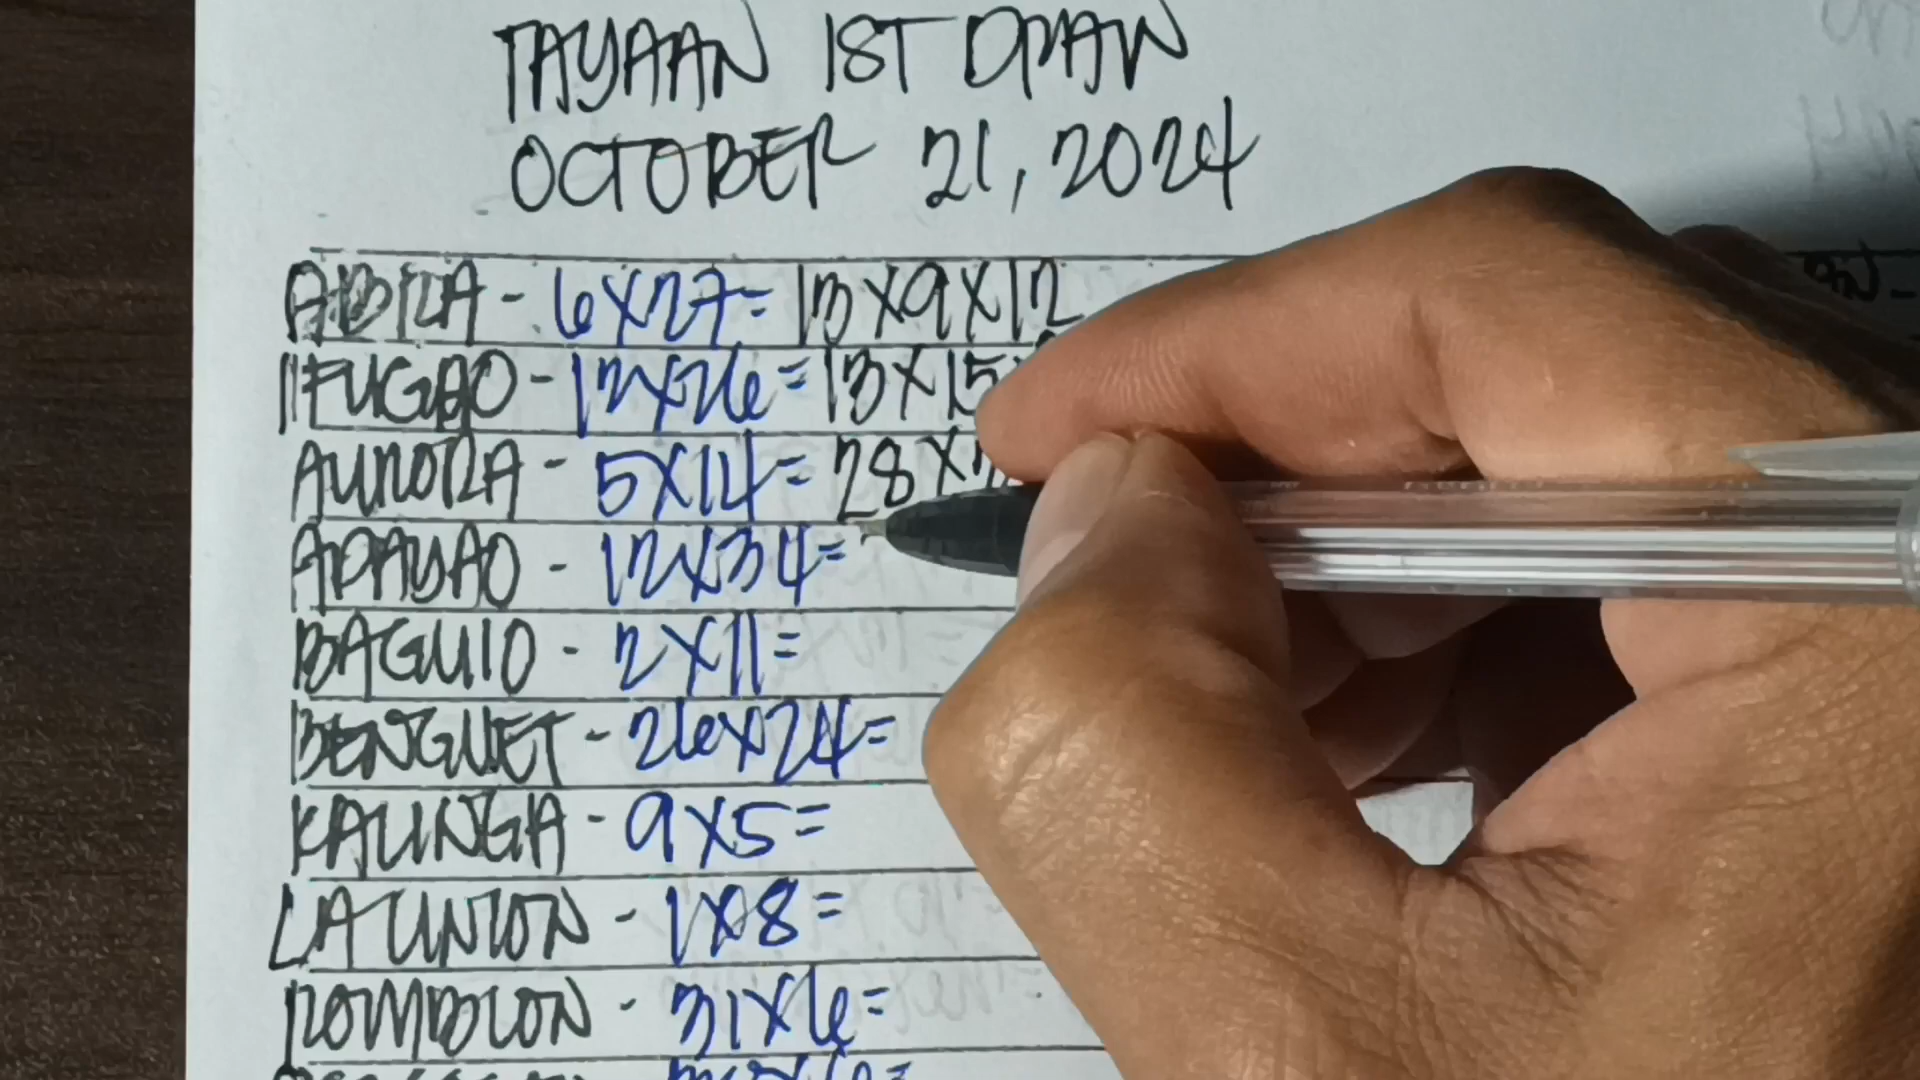 TAYAAN 1ST DRAW
OCTOBER 21, 2024
ABRA - 6X27= 13X9X12
IFUGAO - 12X26= 13X15
AURORA - 5X14= 28X
APAYAO - 12X34=
BAGUIO - 2X11=
BENGUET - 26X24=
KALINGA - 9X5=
LA UNION - 1X8=
ROMBLON - 31X6=